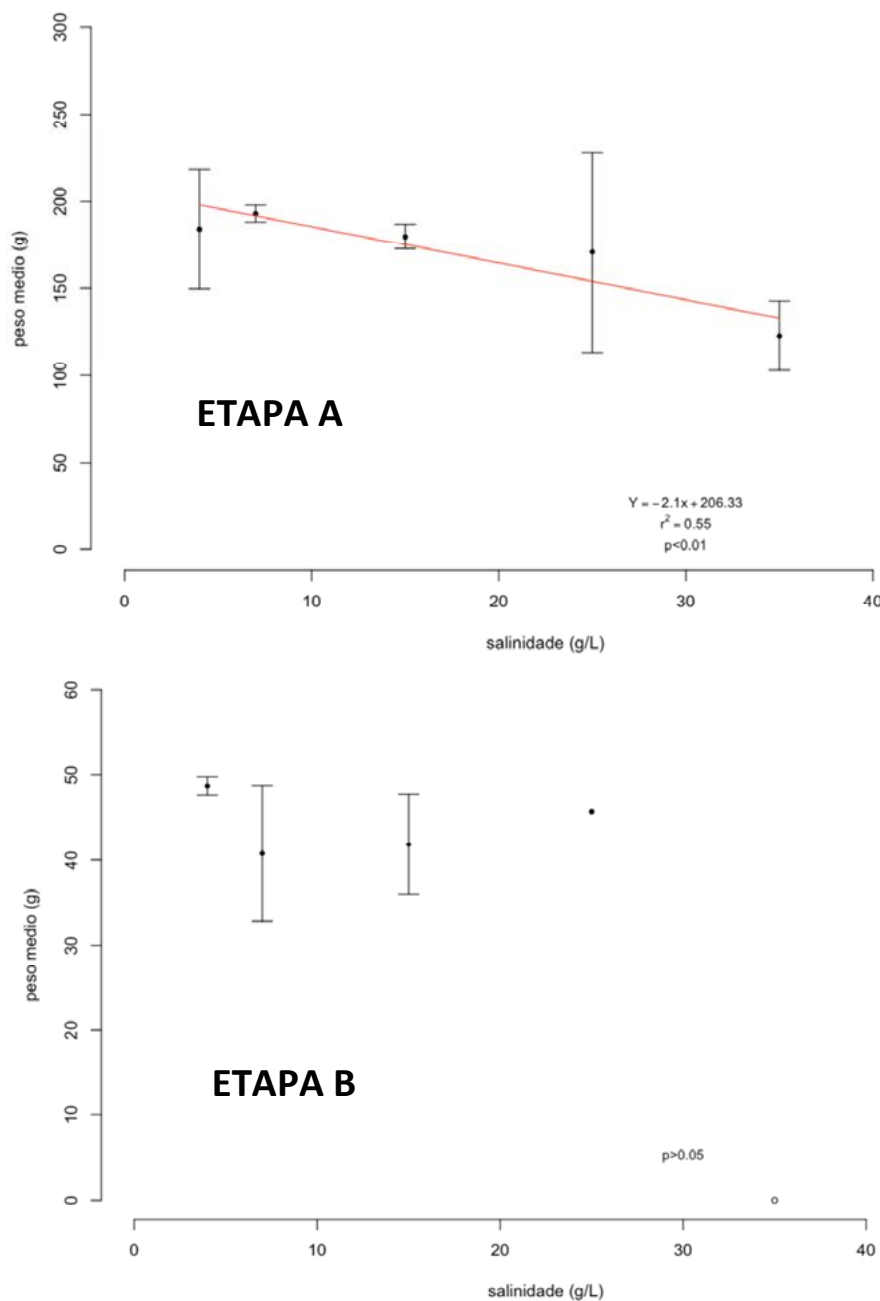 300
250
200
150
100
50
0
peso medio (g)
ETAPA A
Y = −2.1x + 206.33
r² = 0.55
p<0.01
0 10 20 30 40
salinidade (g/L)
60
50
40
30
20
10
0
peso medio (g)
ETAPA B
p>0.05
0 10 20 30 40
salinidade (g/L)